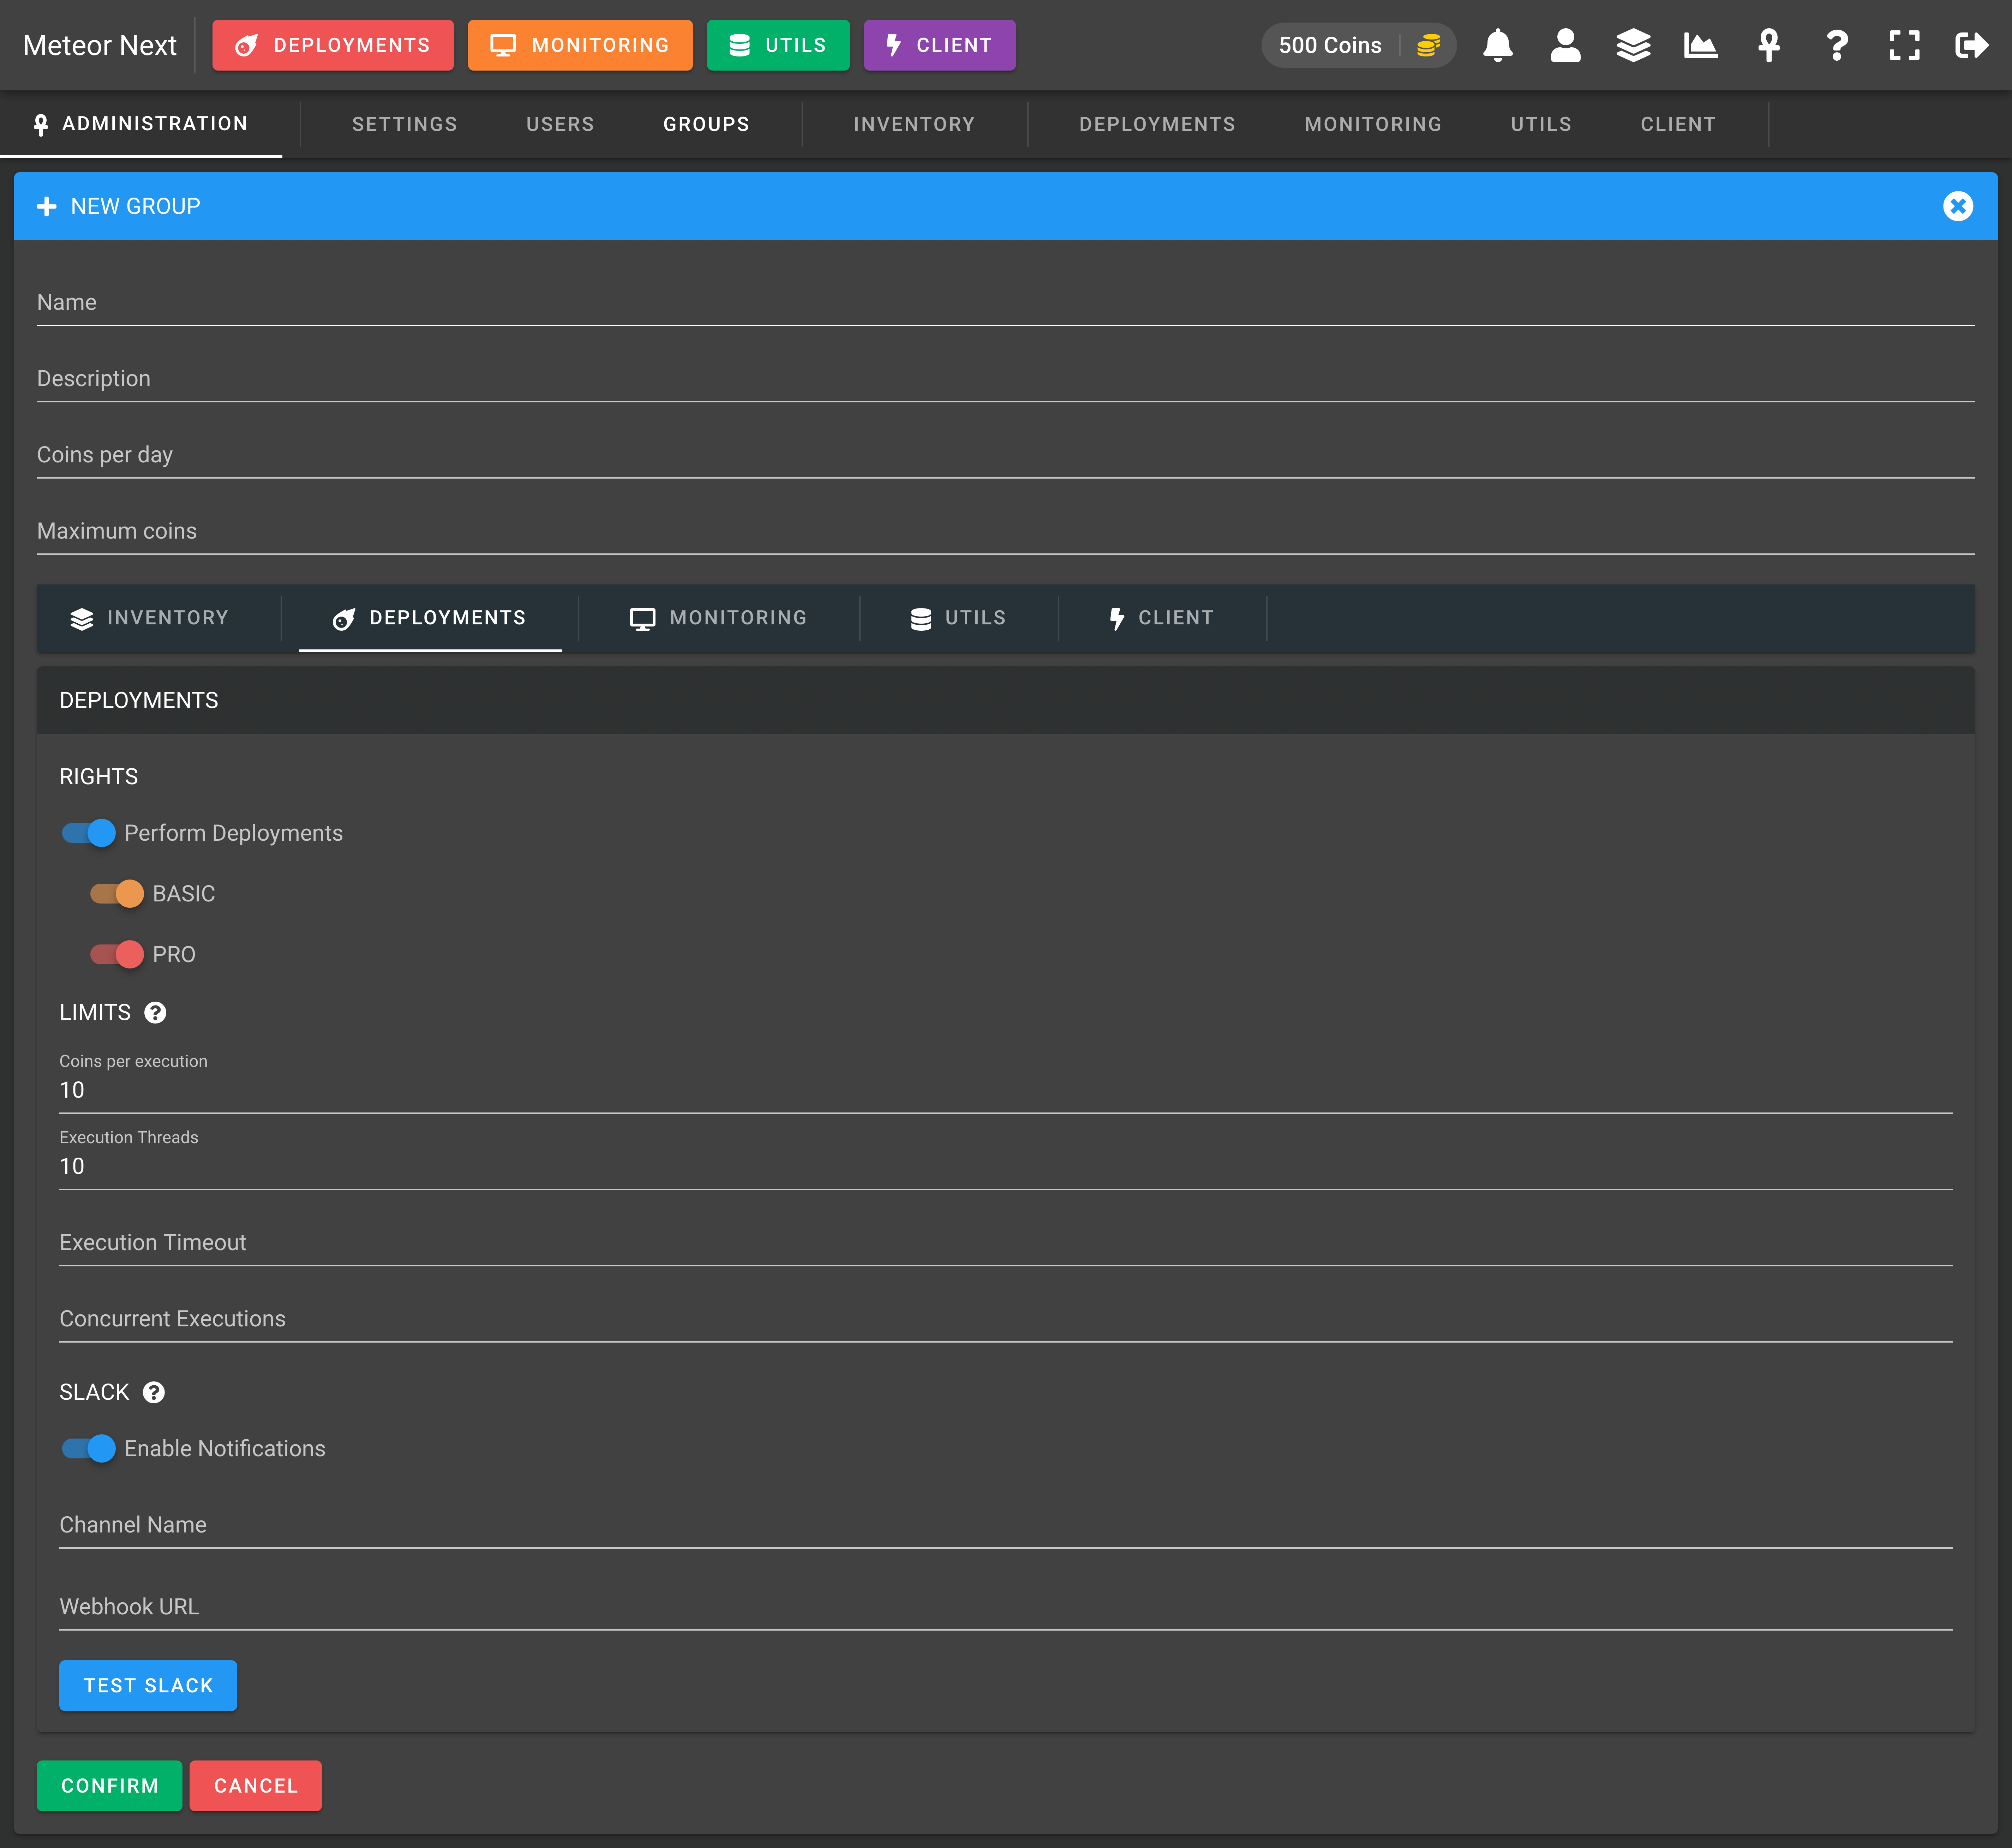 Meteor Next DEPLOYMENTS MONITORING UTILS CLIENT 500 Coins
ADMINISTRATION SETTINGS USERS GROUPS INVENTORY DEPLOYMENTS MONITORING UTILS CLIENT
NEW GROUP
Name
Description
Coins per day
Maximum coins
INVENTORY DEPLOYMENTS MONITORING UTILS CLIENT
DEPLOYMENTS
RIGHTS
Perform Deployments
BASIC
PRO
LIMITS
Coins per execution
10
Execution Threads
10
Execution Timeout
Concurrent Executions
SLACK
Enable Notifications
Channel Name
Webhook URL
TEST SLACK
CONFIRM CANCEL